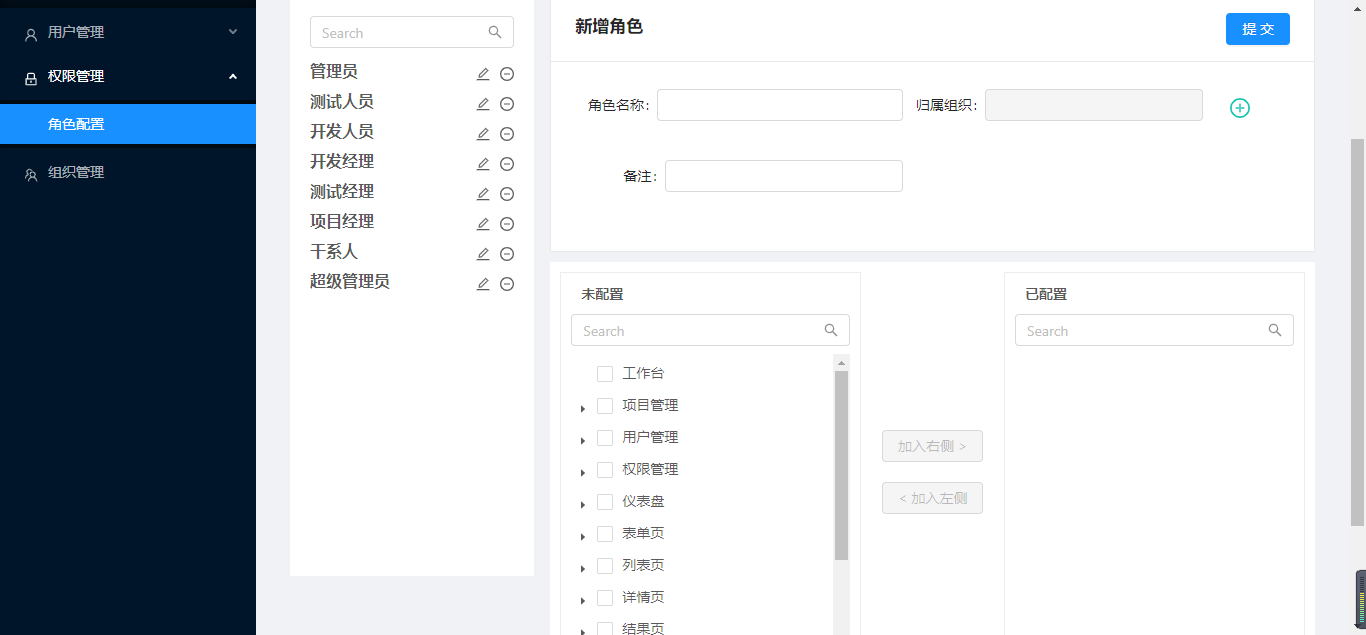 用户管理
权限管理
角色配置
组织管理
Search
管理员
测试人员
开发人员
开发经理
测试经理
项目经理
干系人
超级管理员
新增角色
提 交
角色名称:
归属组织:
备注:
未配置
Search
工作台
项目管理
用户管理
权限管理
仪表盘
表单页
列表页
详情页
结果页
加入右侧 >
< 加入左侧
已配置
Search